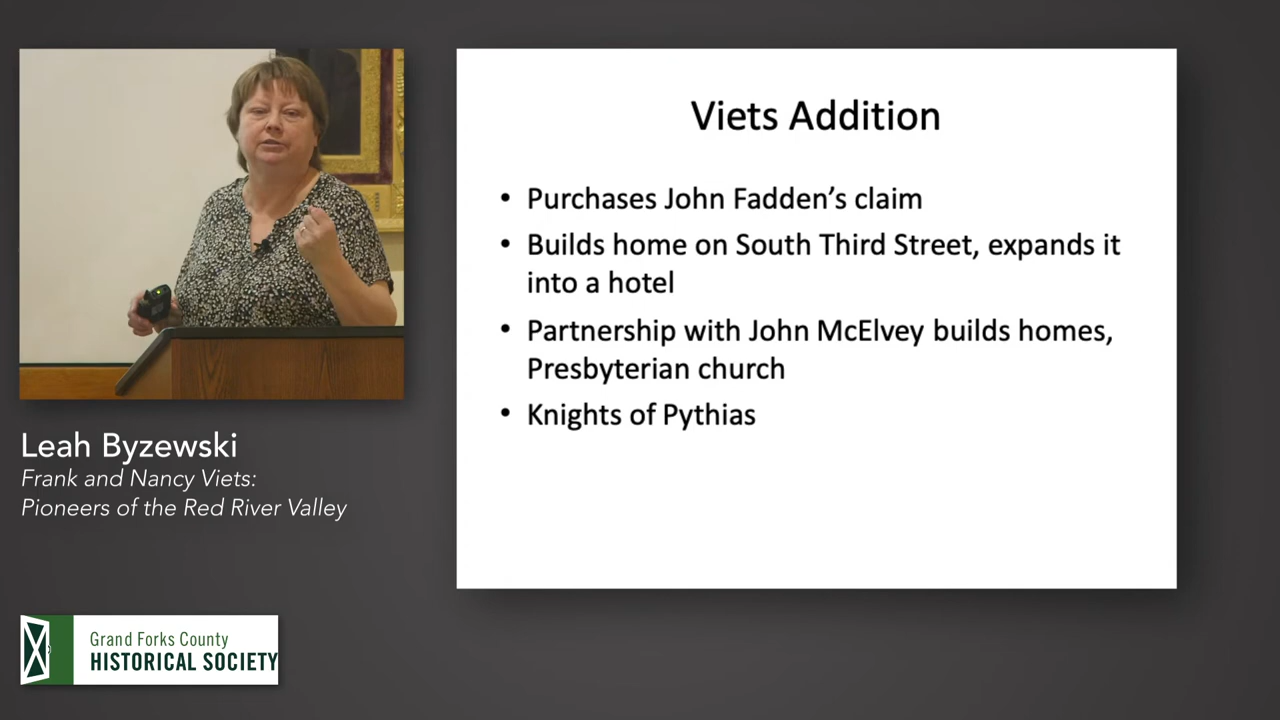 Viets Addition
• Purchases John Fadden’s claim
• Builds home on South Third Street, expands it
into a hotel
• Partnership with John McElvey builds homes,
Presbyterian church
• Knights of Pythias
Leah Byzewski
Frank and Nancy Viets:
Pioneers of the Red River Valley
Grand Forks County
HISTORICAL SOCIETY